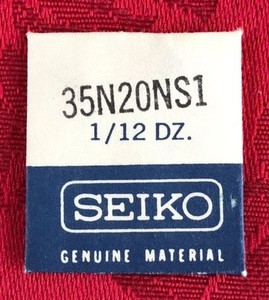 35N20NS1
1/12 DZ.
SEIKO
GENUINE MATERIAL